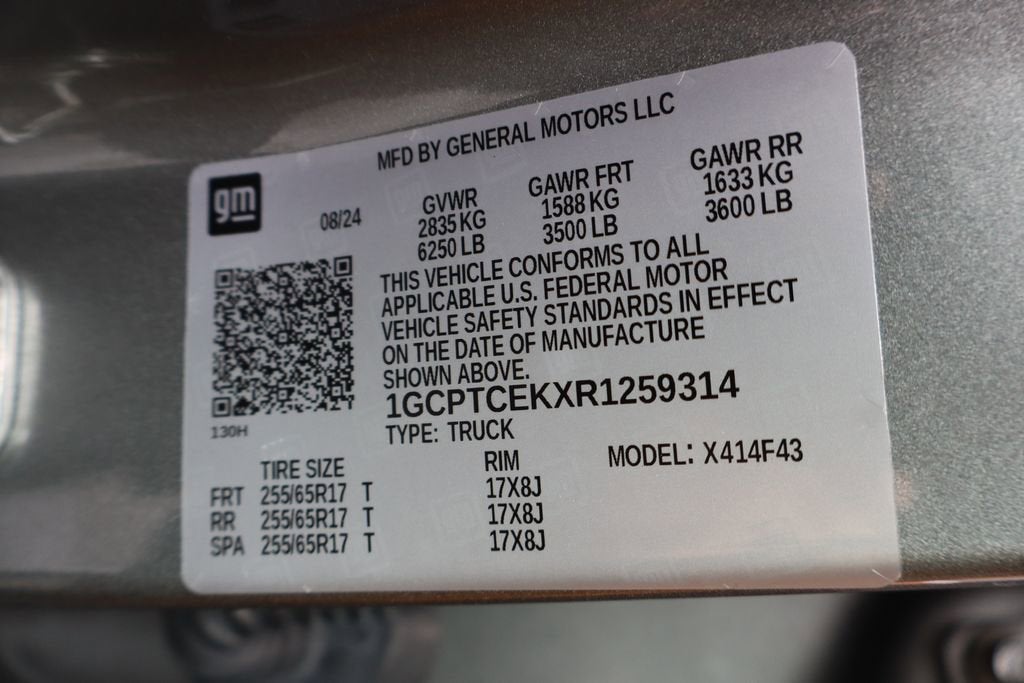 MFD BY GENERAL MOTORS LLC
gm
08/24
GVWR
2835 KG
6250 LB
GAWR FRT
1588 KG
3500 LB
GAWR RR
1633 KG
3600 LB
THIS VEHICLE CONFORMS TO ALL
APPLICABLE U.S. FEDERAL MOTOR
VEHICLE SAFETY STANDARDS IN EFFECT
ON THE DATE OF MANUFACTURE
SHOWN ABOVE.
1GCPTCEKXR1259314
130H
TYPE: TRUCK
MODEL: X414F43
TIRE SIZE RIM
FRT 255/65R17 T 17X8J
RR 255/65R17 T 17X8J
SPA 255/65R17 T 17X8J